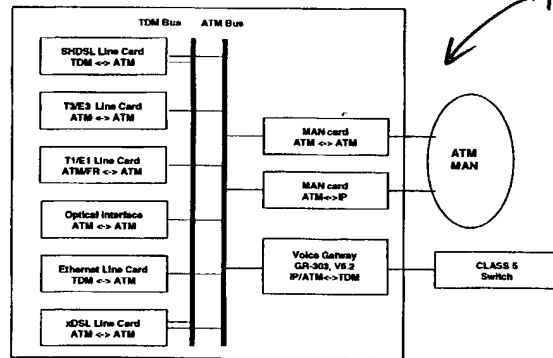 TDM Bus
ATM Bus
SHDSL Line Card
TDM <-> ATM
T3/E3 Line Card
ATM <-> ATM
T1/E1 Line Card
ATM/FR <-> ATM
Optical Interface
ATM <-> ATM
Ethernet Line Card
TDM <-> ATM
xDSL Line Card
ATM <-> ATM
MAN card
ATM <-> ATM
MAN card
ATM<->IP
Voice Gatway
GR-303, V5.2
IP/ATM<->TDM
ATM
MAN
CLASS 5
Switch